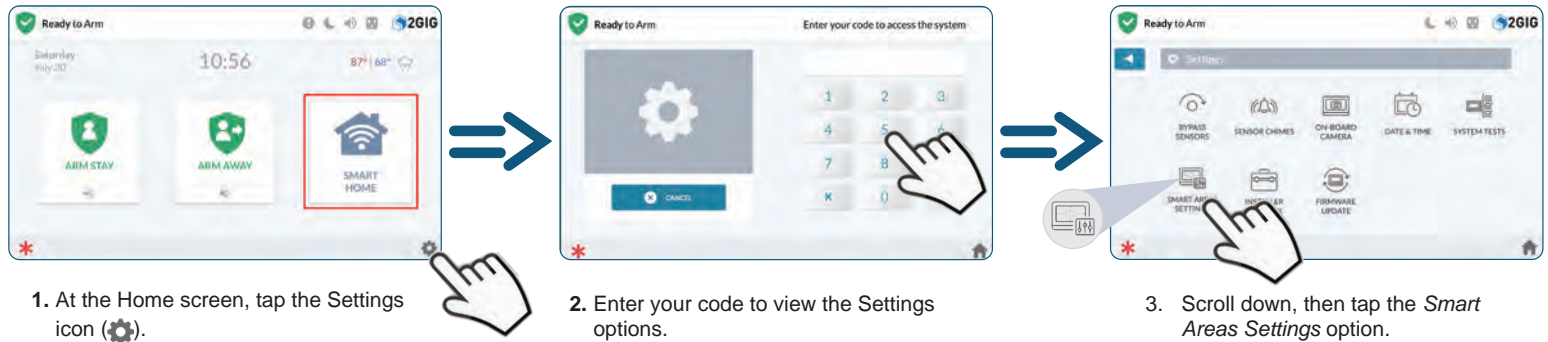 Ready to Arm
2GIG
Saturday
July 20
10:56
87° 68°
ARM STAY
ARM AWAY
SMART
HOME
1. At the Home screen, tap the Settings
icon ( ).
Ready to Arm
Enter your code to access the system
1 2 3
4 5 6
7 8
* 0
CANCEL
2. Enter your code to view the Settings
options.
Ready to Arm
2GIG
Settings
BYPASS
SENSORS
SENSOR CHIMES
ON-BOARD
CAMERA
DATE & TIME
SYSTEM TESTS
SMART
FIRMWARE
UPDATE
3. Scroll down, then tap the Smart
Areas Settings option.